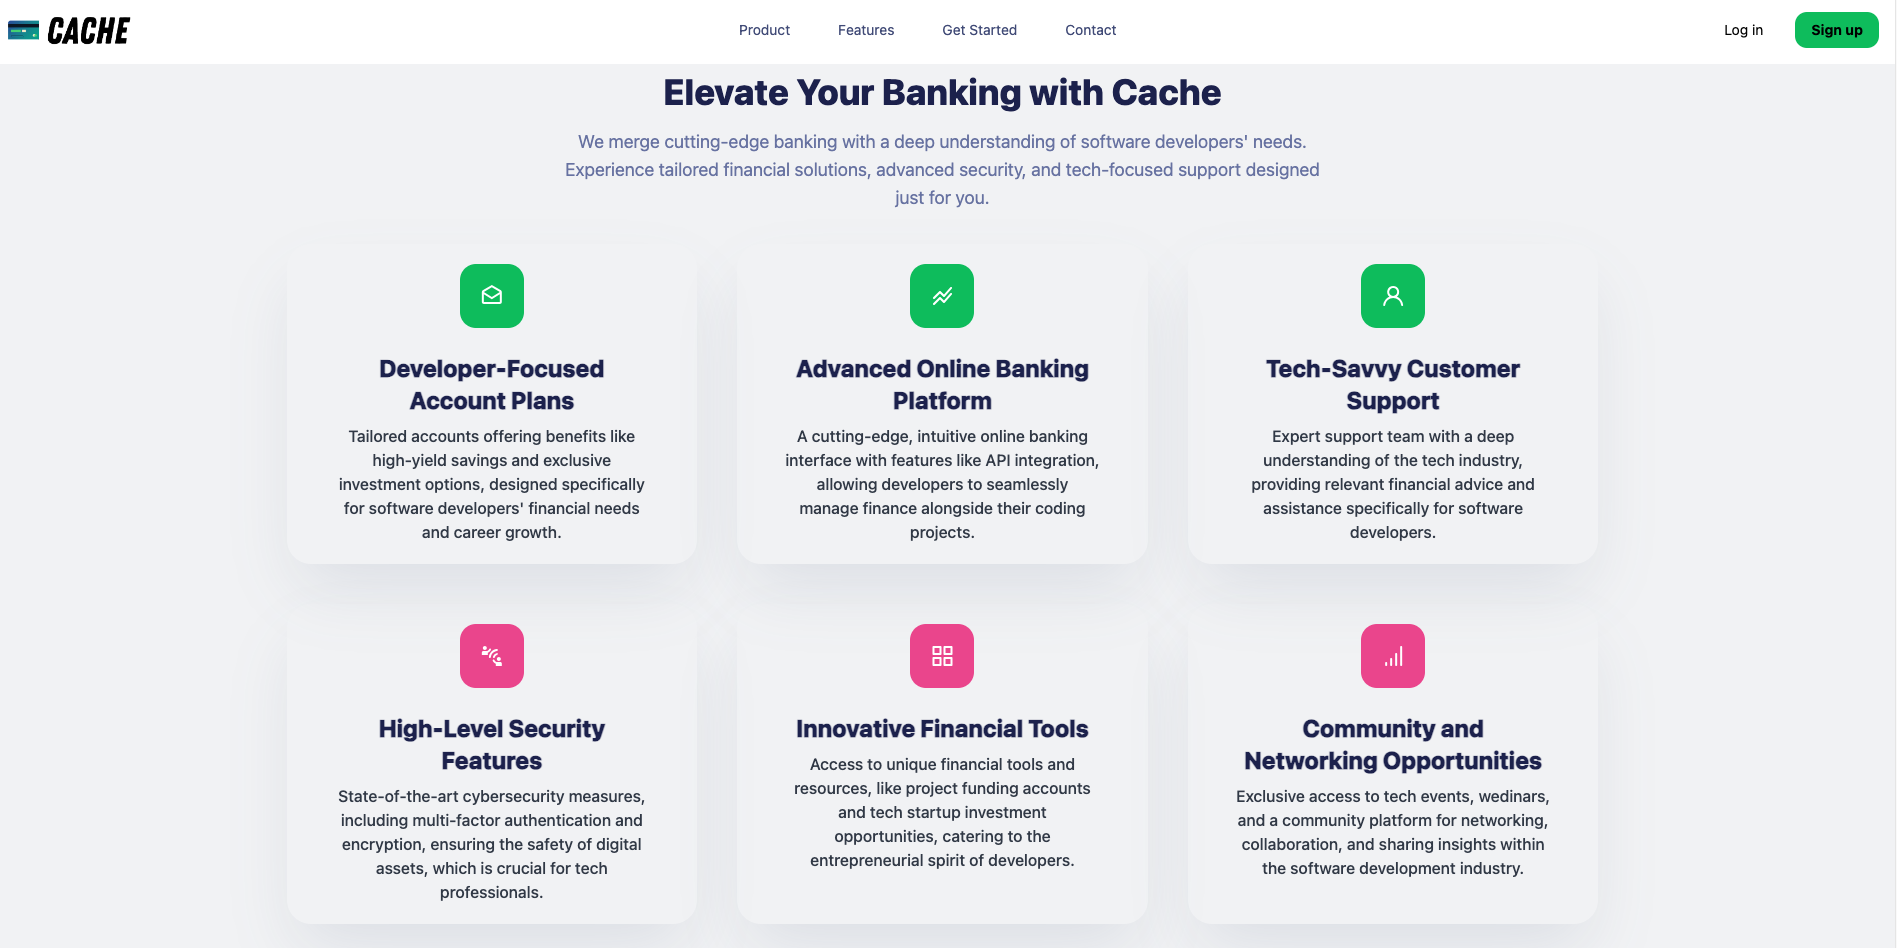 CACHE
Product
Features
Get Started
Contact
Log in
Sign up
Elevate Your Banking with Cache
We merge cutting-edge banking with a deep understanding of software developers' needs.
Experience tailored financial solutions, advanced security, and tech-focused support designed
just for you.
Developer-Focused
Account Plans
Tailored accounts offering benefits like
high-yield savings and exclusive
investment options, designed specifically
for software developers' financial needs
and career growth.
Advanced Online Banking
Platform
A cutting-edge, intuitive online banking
interface with features like API integration,
allowing developers to seamlessly
manage finance alongside their coding
projects.
Tech-Savvy Customer
Support
Expert support team with a deep
understanding of the tech industry,
providing relevant financial advice and
assistance specifically for software
developers.
High-Level Security
Features
State-of-the-art cybersecurity measures,
including multi-factor authentication and
encryption, ensuring the safety of digital
assets, which is crucial for tech
professionals.
Innovative Financial Tools
Access to unique financial tools and
resources, like project funding accounts
and tech startup investment
opportunities, catering to the
entrepreneurial spirit of developers.
Community and
Networking Opportunities
Exclusive access to tech events, wedinars,
and a community platform for networking,
collaboration, and sharing insights within
the software development industry.